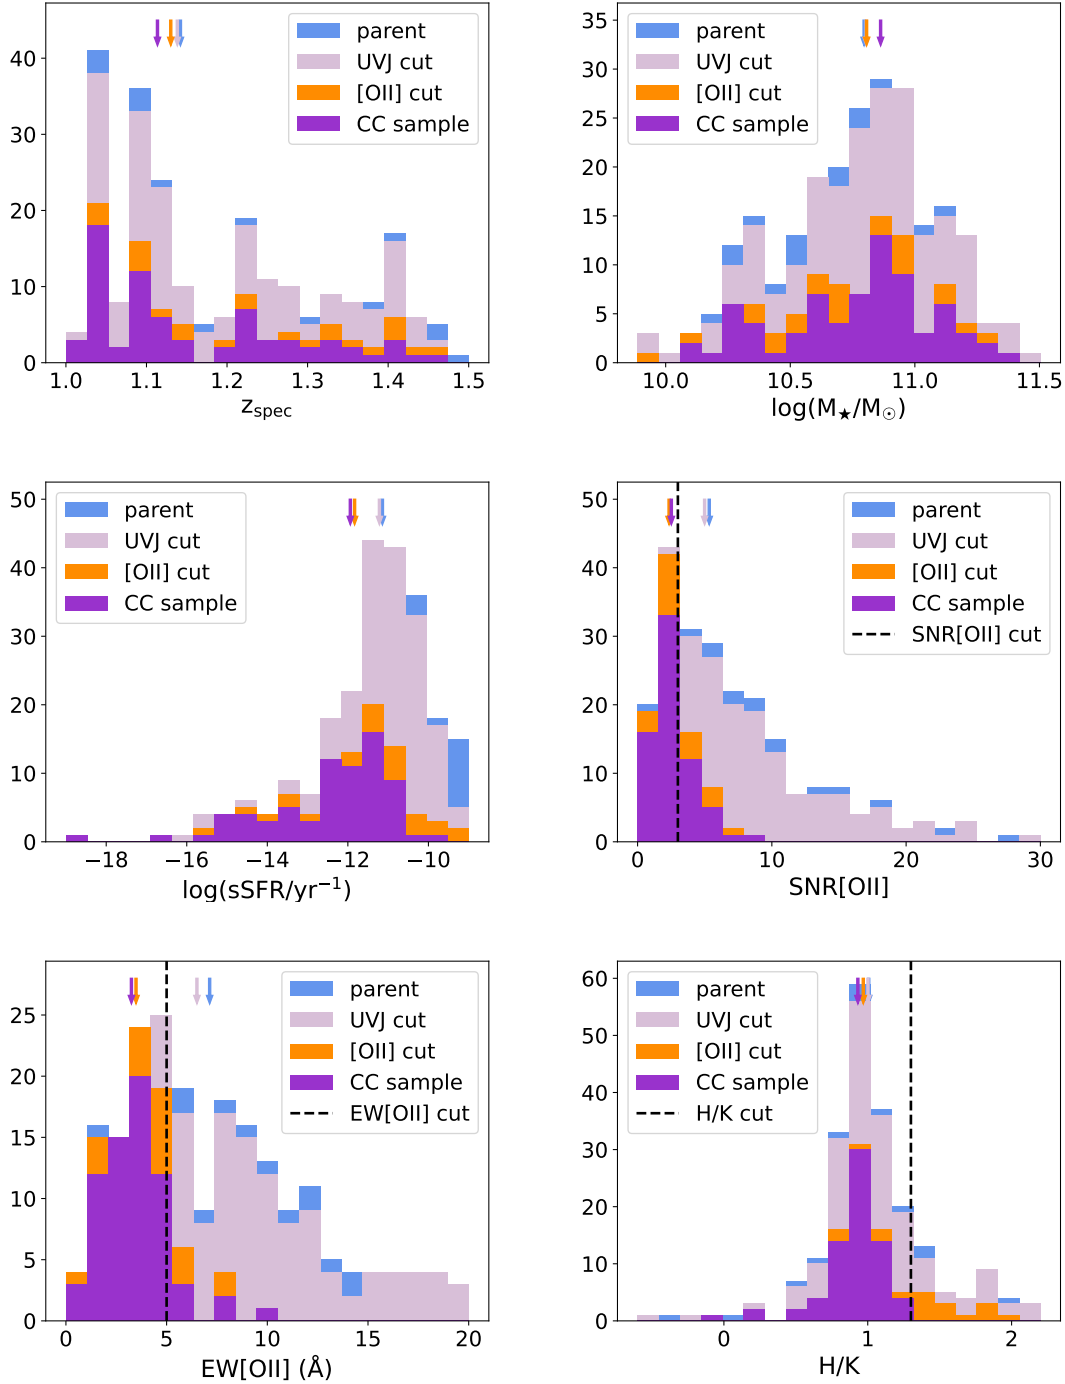 parent
UVJ cut
[OII] cut
CC sample
40
30
20
10
0
1.0 1.1 1.2 1.3 1.4 1.5
z_spec
parent
UVJ cut
[OII] cut
CC sample
35
30
25
20
15
10
5
0
10.0 10.5 11.0 11.5
log(M★/M⊙)
parent
UVJ cut
[OII] cut
CC sample
50
40
30
20
10
0
−18 −16 −14 −12 −10
log(sSFR/yr⁻¹)
parent
UVJ cut
[OII] cut
CC sample
SNR[OII] cut
50
40
30
20
10
0
0 10 20 30
SNR[OII]
parent
UVJ cut
[OII] cut
CC sample
EW[OII] cut
25
20
15
10
5
0
0 5 10 15 20
EW[OII] (Å)
parent
UVJ cut
[OII] cut
CC sample
H/K cut
60
50
40
30
20
10
0
0 1 2
H/K